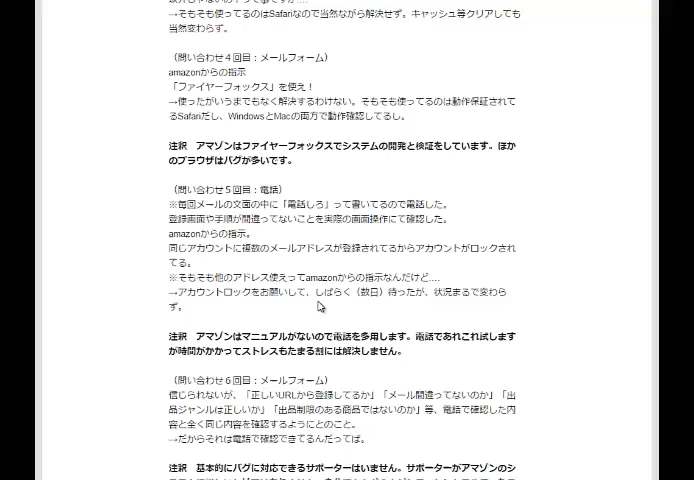 →そもそも使ってるのはSafariなので当然ながら解決せず。キャッシュ等クリアしても
当然変わらず。
（問い合わせ４回目：メールフォーム）
amazonからの指示
「ファイヤーフォックス」を使え！
→使ったがいうまでもなく解決するわけない。そもそも使ってるのは動作保証されて
るSafariだし、WindowsとMacの両方で動作確認してるし。
注釈　アマゾンはファイヤーフォックスでシステムの開発と検証をしています。ほか
のブラウザはバグが多いです。
（問い合わせ５回目：電話）
※毎回メールの文面の中に「電話しろ」って書いてるので電話した。
登録画面や手順が間違ってないことを実際の画面操作にて確認した。
amazonからの指示。
同じアカウントに複数のメールアドレスが登録されてるからアカウントがロックされ
てる。
※そもそも他のアドレス使えってamazonからの指示なんだけど....
→アカウントロックをお願いして、しばらく（数日）待ったが、状況まるで変わら
ず。
注釈　アマゾンはマニュアルがないので電話を多用します。電話であれこれ試します
が時間がかかってストレスもたまる割には解決しません。
（問い合わせ６回目：メールフォーム）
信じられないが、「正しいURLから登録してるか」「メール間違ってないのか」「出
品ジャンルは正しいか」「出品制限のある商品ではないのか」等、電話で確認した内
容と全く同じ内容を確認するようにとのこと。
→だからそれは電話で確認できてるんだってば。
注釈　基本的にバグに対応できるサポーターはいません。サポーターがアマゾンのシ